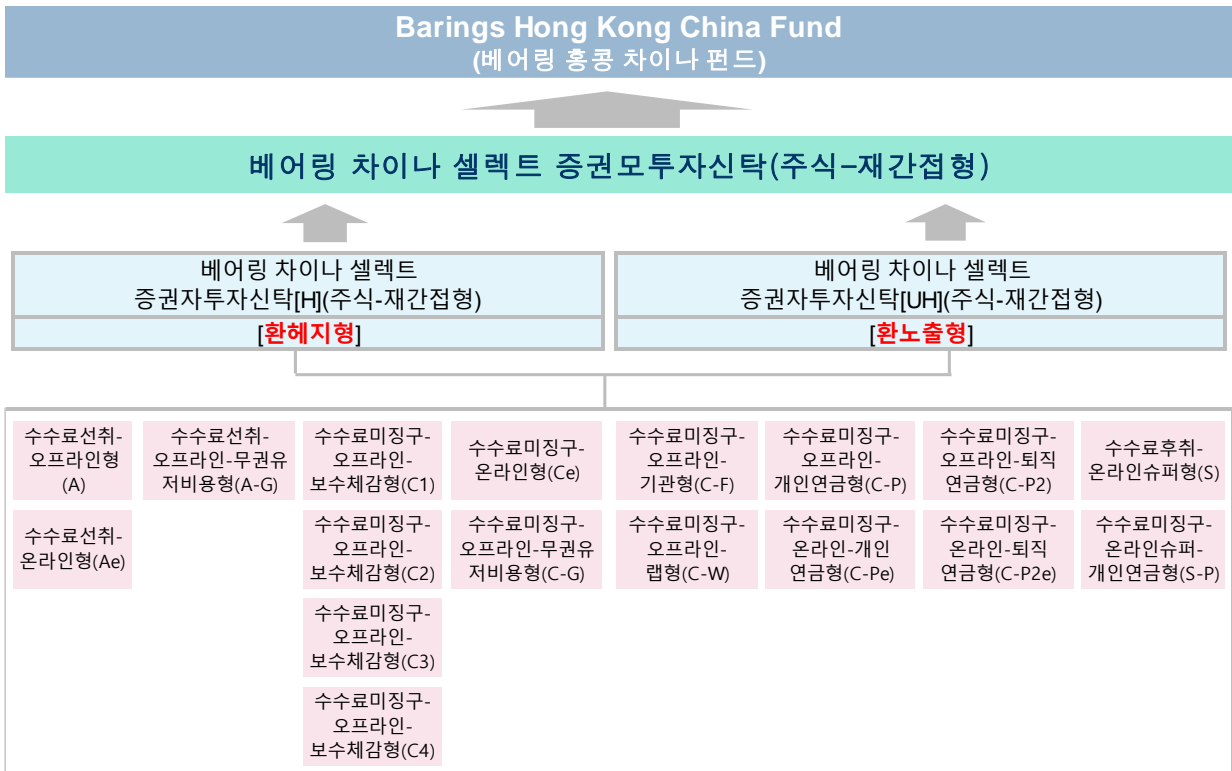 Barings Hong Kong China Fund
(베어링 홍콩 차이나 펀드)
베어링 차이나 셀렉트 증권모투자신탁(주식–재간접형)
베어링 차이나 셀렉트
증권자투자신탁[H](주식-재간접형)
[환헤지형]
베어링 차이나 셀렉트
증권자투자신탁[UH](주식-재간접형)
[환노출형]
수수료선취-
오프라인형
(A)
수수료선취-
오프라인-무권유
저비용형(A-G)
수수료미징구-
오프라인-
보수체감형(C1)
수수료미징구-
온라인형(Ce)
수수료미징구-
오프라인-
기관형(C-F)
수수료미징구-
오프라인-
개인연금형(C-P)
수수료미징구-
오프라인-퇴직
연금형(C-P2)
수수료후취-
온라인슈퍼형(S)
수수료선취-
온라인형(Ae)
수수료미징구-
오프라인-
보수체감형(C2)
수수료미징구-
오프라인-무권유
저비용형(C-G)
수수료미징구-
오프라인-
랩형(C-W)
수수료미징구-
온라인-개인
연금형(C-Pe)
수수료미징구-
온라인-퇴직
연금형(C-P2e)
수수료미징구-
온라인슈퍼-
개인연금형(S-P)
수수료미징구-
오프라인-
보수체감형(C3)
수수료미징구-
오프라인-
보수체감형(C4)